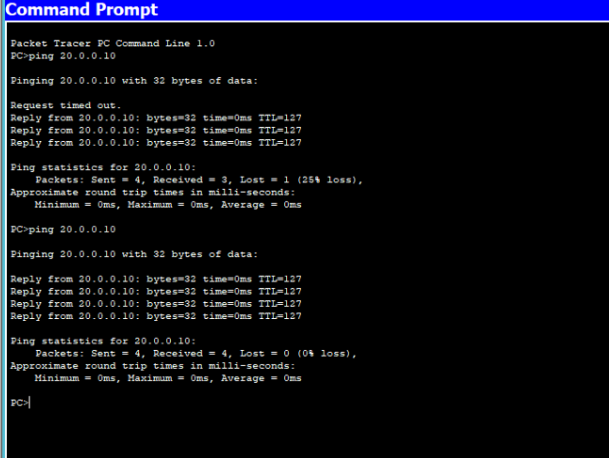 Command Prompt
Packet Tracer PC Command Line 1.0
PC>ping 20.0.0.10
Pinging 20.0.0.10 with 32 bytes of data:
Request timed out.
Reply from 20.0.0.10: bytes=32 time=0ms TTL=127
Reply from 20.0.0.10: bytes=32 time=0ms TTL=127
Reply from 20.0.0.10: bytes=32 time=0ms TTL=127
Ping statistics for 20.0.0.10:
Packets: Sent = 4, Received = 3, Lost = 1 (25% loss),
Approximate round trip times in milli-seconds:
Minimum = 0ms, Maximum = 0ms, Average = 0ms
PC>ping 20.0.0.10
Pinging 20.0.0.10 with 32 bytes of data:
Reply from 20.0.0.10: bytes=32 time=0ms TTL=127
Reply from 20.0.0.10: bytes=32 time=0ms TTL=127
Reply from 20.0.0.10: bytes=32 time=0ms TTL=127
Reply from 20.0.0.10: bytes=32 time=0ms TTL=127
Ping statistics for 20.0.0.10:
Packets: Sent = 4, Received = 4, Lost = 0 (0% loss),
Approximate round trip times in milli-seconds:
Minimum = 0ms, Maximum = 0ms, Average = 0ms
PC>